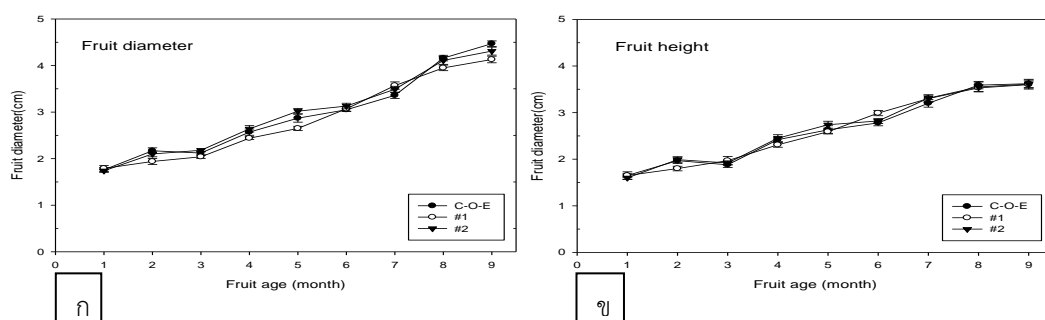 Fruit diameter
Fruit diameter(cm)
5
4
3
2
1
0
C-O-E
#1
#2
0 1 2 3 4 5 6 7 8 9
Fruit age (month)
ก
Fruit height
Fruit diameter(cm)
5
4
3
2
1
0
C-O-E
#1
#2
0 1 2 3 4 5 6 7 8 9
Fruit age (month)
ข